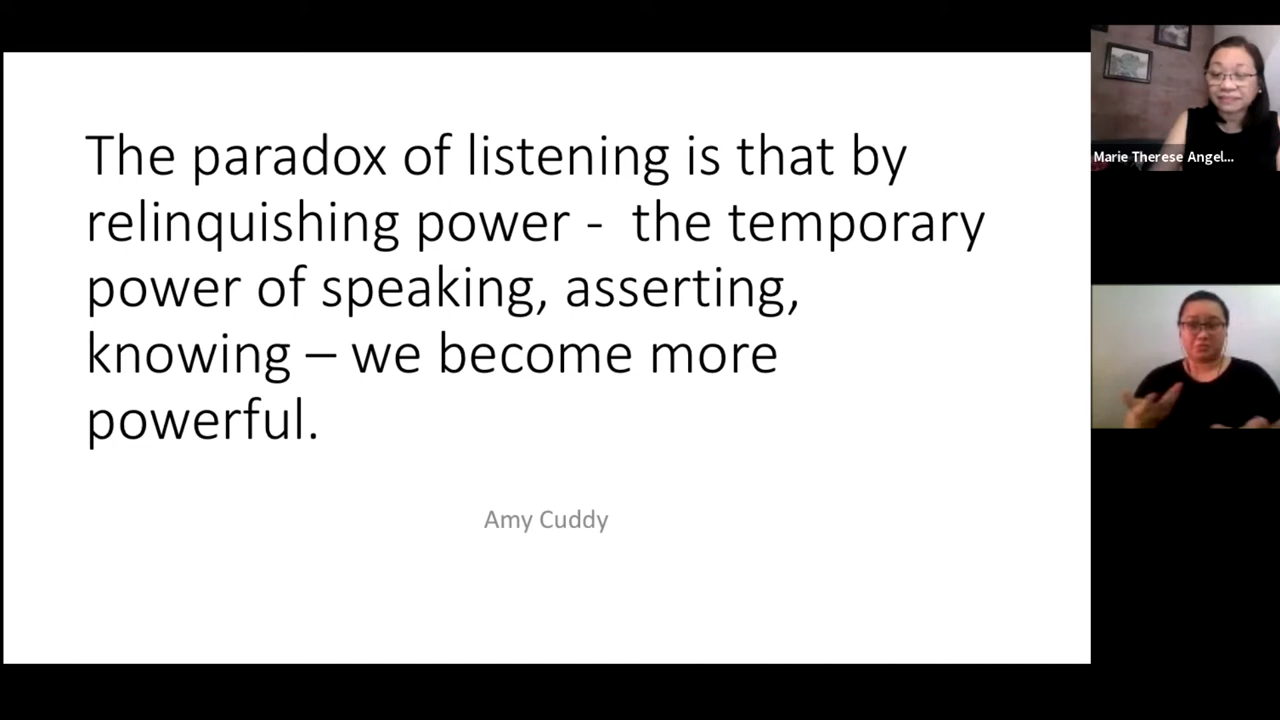 The paradox of listening is that by
relinquishing power -  the temporary
power of speaking, asserting,
knowing – we become more
powerful.
Amy Cuddy
Marie Therese Angel...